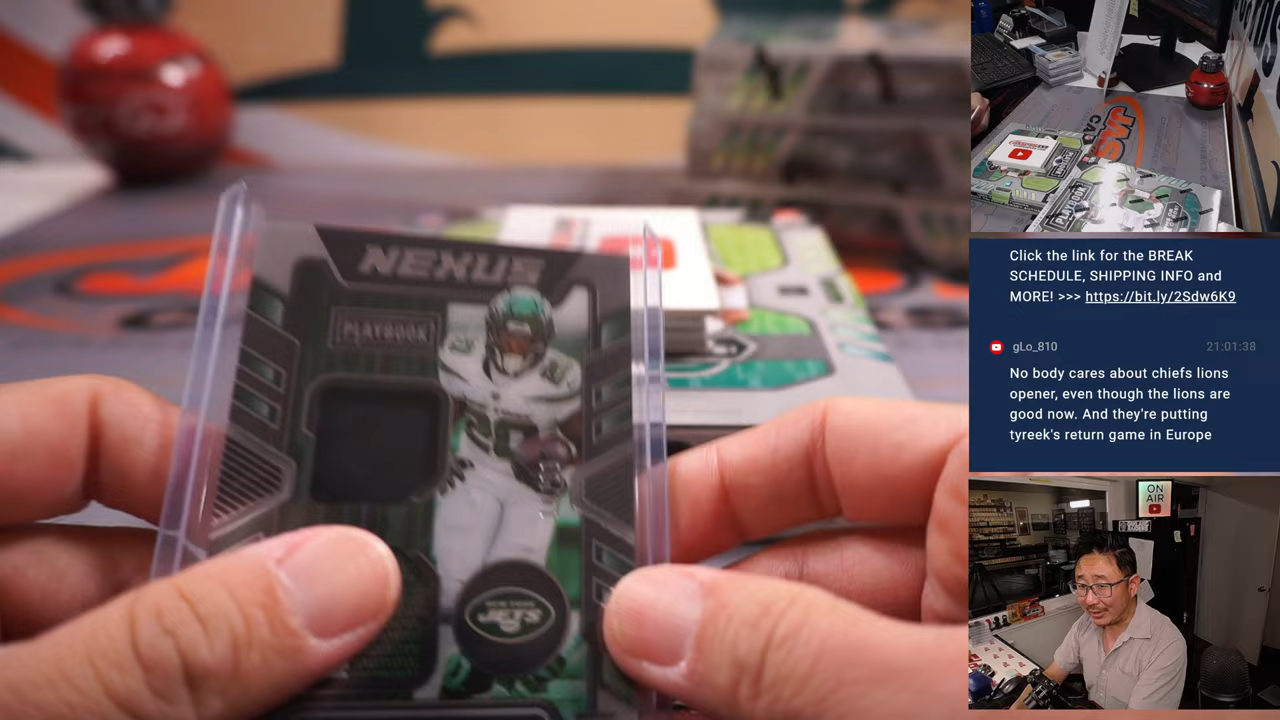 NEXUS
PLAYBOOK
20
JETS
Click the link for the BREAK
SCHEDULE, SHIPPING INFO and
MORE! >>> https://bit.ly/2Sdw6K9
gLo_810 21:01:38
No body cares about chiefs lions
opener, even though the lions are
good now. And they're putting
tyreek's return game in Europe
ON
AIR